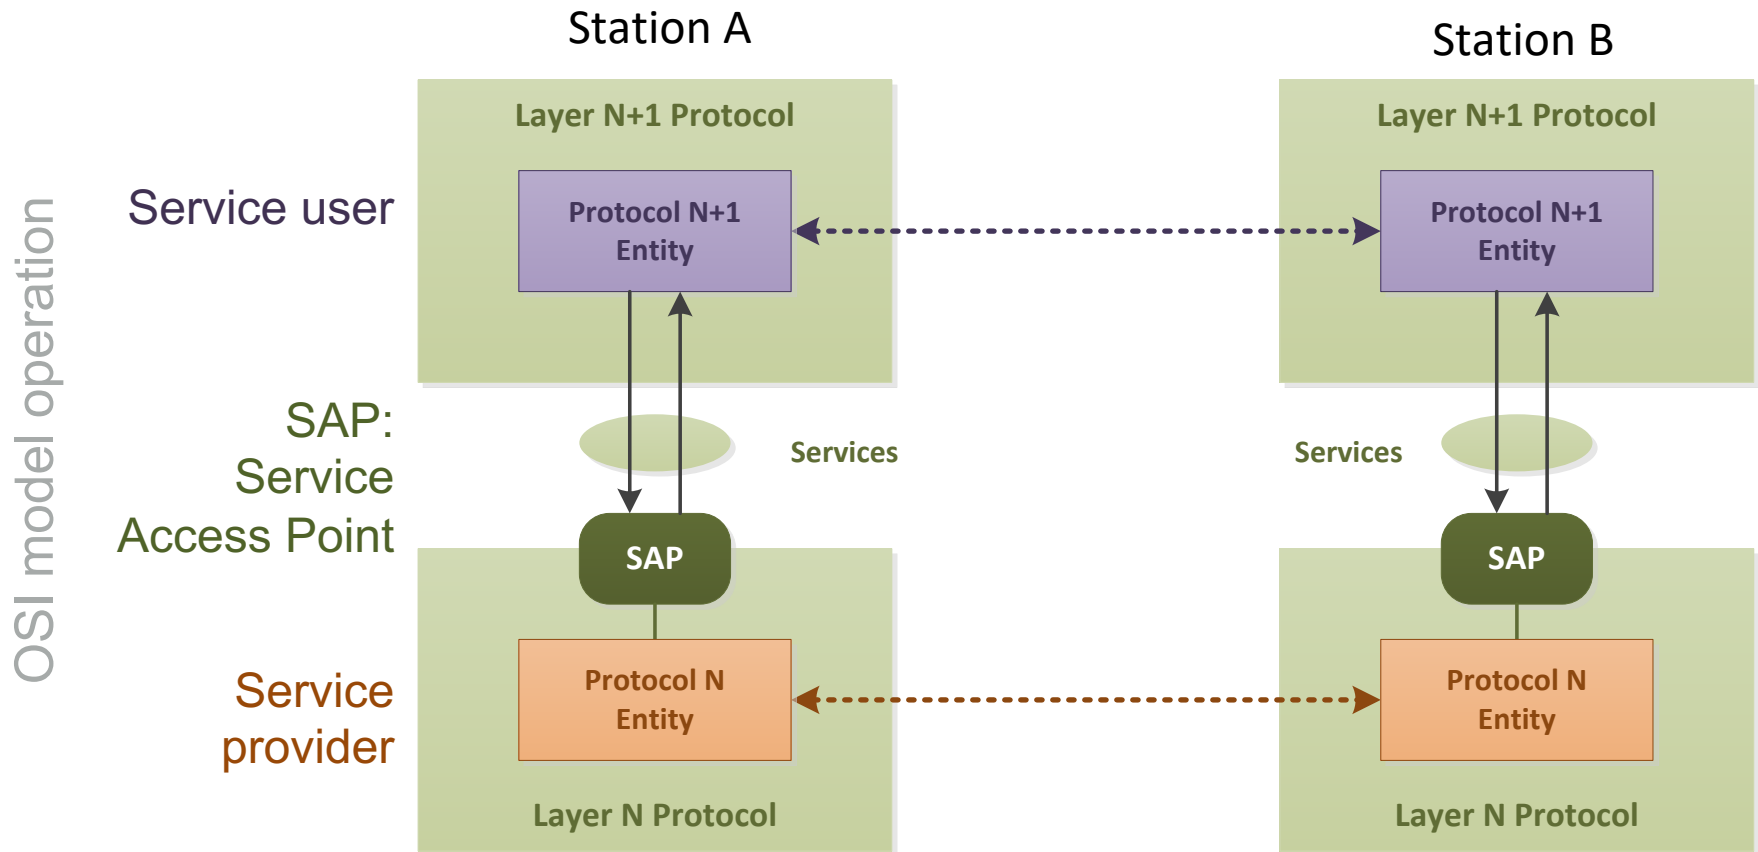 Station A
Station B
Layer N+1 Protocol
Layer N+1 Protocol
OSI model operation
Service user
Protocol N+1
Entity
Protocol N+1
Entity
SAP:
Service
Access Point
Services
Services
SAP
SAP
Service
provider
Protocol N
Entity
Protocol N
Entity
Layer N Protocol
Layer N Protocol